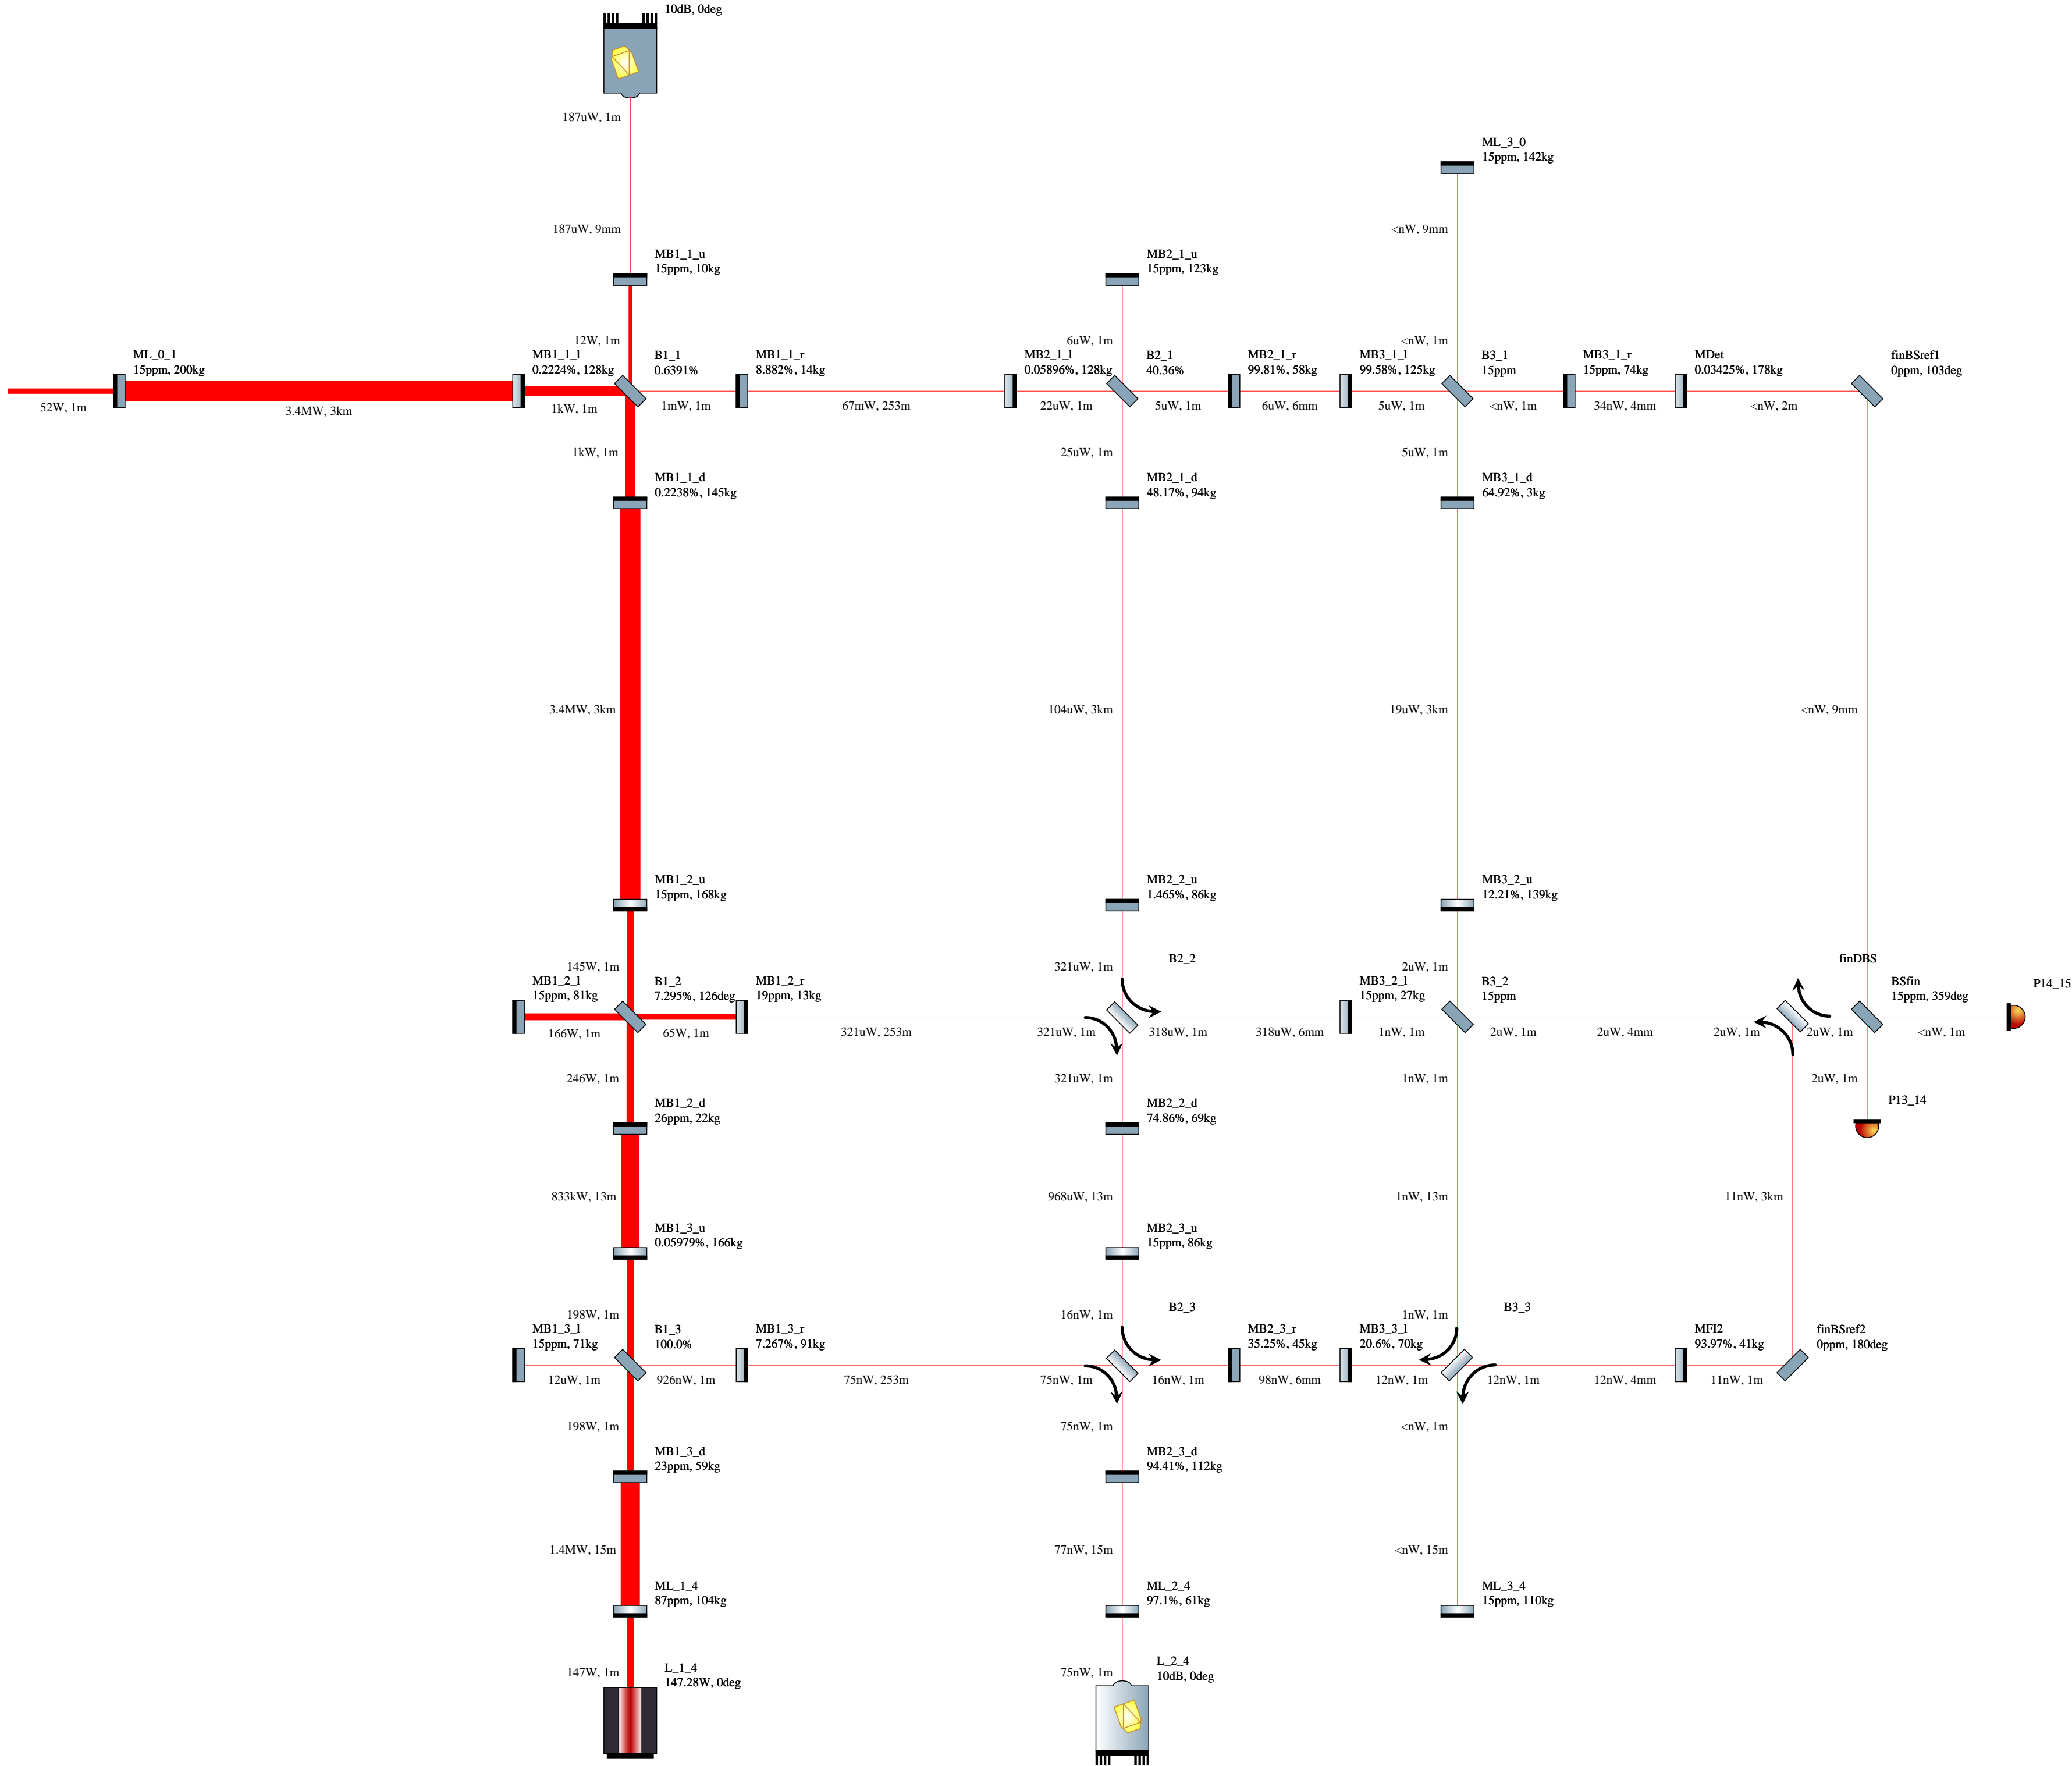 10dB, 0deg
187uW, 1m
ML_3_0
15ppm, 142kg
187uW, 9mm
<nW, 9mm
MB1_1_u
15ppm, 10kg
MB2_1_u
15ppm, 123kg
12W, 1m
6uW, 1m
<nW, 1m
ML_0_1
15ppm, 200kg
MB1_1_l
0.2224%, 128kg
B1_1
0.6391%
MB1_1_r
8.882%, 14kg
MB2_1_l
0.05896%, 128kg
B2_1
40.36%
MB2_1_r
99.81%, 58kg
MB3_1_l
99.58%, 125kg
B3_1
15ppm
MB3_1_r
15ppm, 74kg
MDet
0.03425%, 178kg
finBSref1
0ppm, 103deg
52W, 1m
3.4MW, 3km
1kW, 1m
1mW, 1m
67mW, 253m
22uW, 1m
5uW, 1m
6uW, 6mm
5uW, 1m
<nW, 1m
34nW, 4mm
<nW, 2m
1kW, 1m
25uW, 1m
5uW, 1m
MB1_1_d
0.2238%, 145kg
MB2_1_d
48.17%, 94kg
MB3_1_d
64.92%, 3kg
3.4MW, 3km
104uW, 3km
19uW, 3km
<nW, 9mm
MB1_2_u
15ppm, 168kg
MB2_2_u
1.465%, 86kg
MB3_2_u
12.21%, 139kg
145W, 1m
321uW, 1m
B2_2
2uW, 1m
finDBS
MB1_2_l
15ppm, 81kg
B1_2
7.295%, 126deg
MB1_2_r
19ppm, 13kg
MB3_2_l
15ppm, 27kg
B3_2
15ppm
BSfin
15ppm, 359deg
P14_15
166W, 1m
65W, 1m
321uW, 253m
321uW, 1m
318uW, 1m
318uW, 6mm
1nW, 1m
2uW, 1m
2uW, 4mm
2uW, 1m
2uW, 1m
<nW, 1m
246W, 1m
321uW, 1m
1nW, 1m
2uW, 1m
MB1_2_d
26ppm, 22kg
MB2_2_d
74.86%, 69kg
P13_14
833kW, 13m
968uW, 13m
1nW, 13m
11nW, 3km
MB1_3_u
0.05979%, 166kg
MB2_3_u
15ppm, 86kg
198W, 1m
16nW, 1m
B2_3
1nW, 1m
B3_3
MB1_3_l
15ppm, 71kg
B1_3
100.0%
MB1_3_r
7.267%, 91kg
MB2_3_r
35.25%, 45kg
MB3_3_l
20.6%, 70kg
MFI2
93.97%, 41kg
finBSref2
0ppm, 180deg
12uW, 1m
926nW, 1m
75nW, 253m
75nW, 1m
16nW, 1m
98nW, 6mm
12nW, 1m
12nW, 1m
12nW, 4mm
11nW, 1m
198W, 1m
75nW, 1m
<nW, 1m
MB1_3_d
23ppm, 59kg
MB2_3_d
94.41%, 112kg
1.4MW, 15m
77nW, 15m
<nW, 15m
ML_1_4
87ppm, 104kg
ML_2_4
97.1%, 61kg
ML_3_4
15ppm, 110kg
147W, 1m
L_1_4
147.28W, 0deg
75nW, 1m
L_2_4
10dB, 0deg